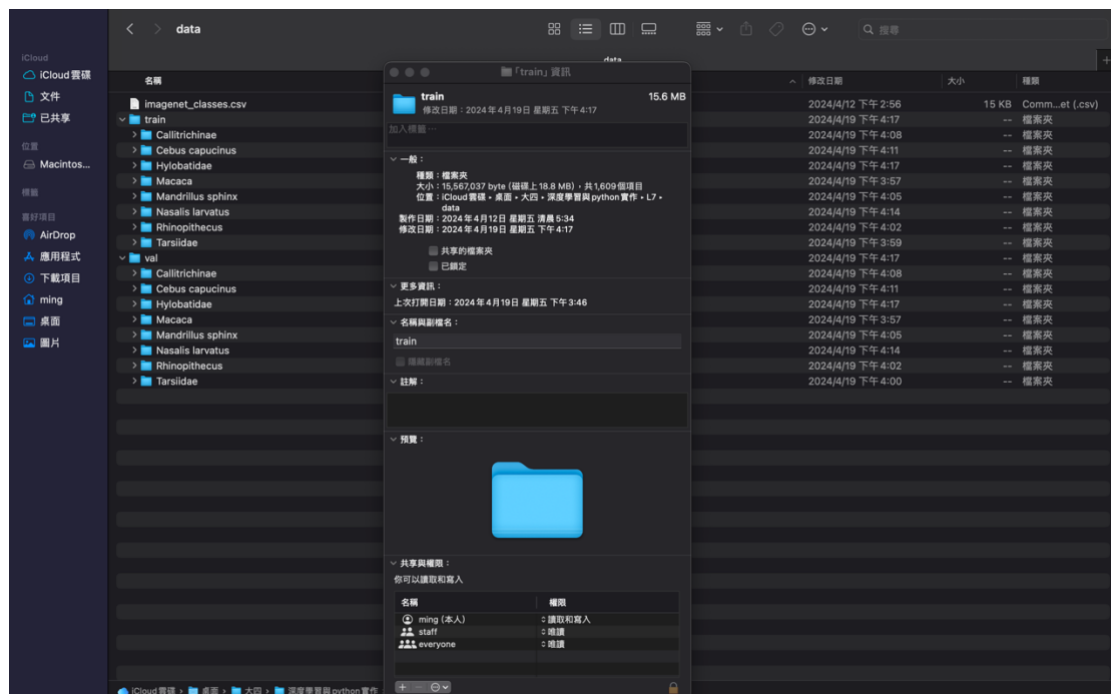 data
搜尋
data
iCloud
iCloud雲碟
文件
已共享
位置
Macintos...
標籤
喜好項目
AirDrop
應用程式
下載項目
ming
桌面
圖片
名稱
修改日期
大小
種類
imagenet_classes.csv 2024/4/12 下午 2:56 15 KB Comm...et (.csv)
train 2024/4/19 下午 4:17 -- 檔案夾
Callitrichinae 2024/4/19 下午 4:08 -- 檔案夾
Cebus capucinus 2024/4/19 下午 4:11 -- 檔案夾
Hylobatidae 2024/4/19 下午 4:17 -- 檔案夾
Macaca 2024/4/19 下午 3:57 -- 檔案夾
Mandrillus sphinx 2024/4/19 下午 4:05 -- 檔案夾
Nasalis larvatus 2024/4/19 下午 4:14 -- 檔案夾
Rhinopithecus 2024/4/19 下午 4:02 -- 檔案夾
Tarsiidae 2024/4/19 下午 3:59 -- 檔案夾
val 2024/4/19 下午 4:17 -- 檔案夾
Callitrichinae 2024/4/19 下午 4:08 -- 檔案夾
Cebus capucinus 2024/4/19 下午 4:11 -- 檔案夾
Hylobatidae 2024/4/19 下午 4:17 -- 檔案夾
Macaca 2024/4/19 下午 3:57 -- 檔案夾
Mandrillus sphinx 2024/4/19 下午 4:05 -- 檔案夾
Nasalis larvatus 2024/4/19 下午 4:14 -- 檔案夾
Rhinopithecus 2024/4/19 下午 4:02 -- 檔案夾
Tarsiidae 2024/4/19 下午 4:00 -- 檔案夾
「train」資訊
train 15.6 MB
修改日期：2024年4月19日 星期五 下午4:17
加入標籤⋯
一般：
種類：檔案夾
大小：15,567,037 byte (磁碟上 18.8 MB)，共1,609個項目
位置：iCloud雲碟 • 桌面 • 大四 • 深度學習與python實作 • L7 •
data
製作日期：2024年4月12日 星期五 清晨5:34
修改日期：2024年4月19日 星期五 下午4:17
共享的檔案夾
已鎖定
更多資訊：
上次打開日期：2024年4月19日 星期五 下午3:46
名稱與副檔名：
train
隱藏副檔名
註解：
預覽：
共享與權限：
你可以讀取和寫入
名稱 權限
ming (本人) 讀取和寫入
staff 唯讀
everyone 唯讀
iCloud雲碟 › 桌面 › 大四 › 深度學習與python實作